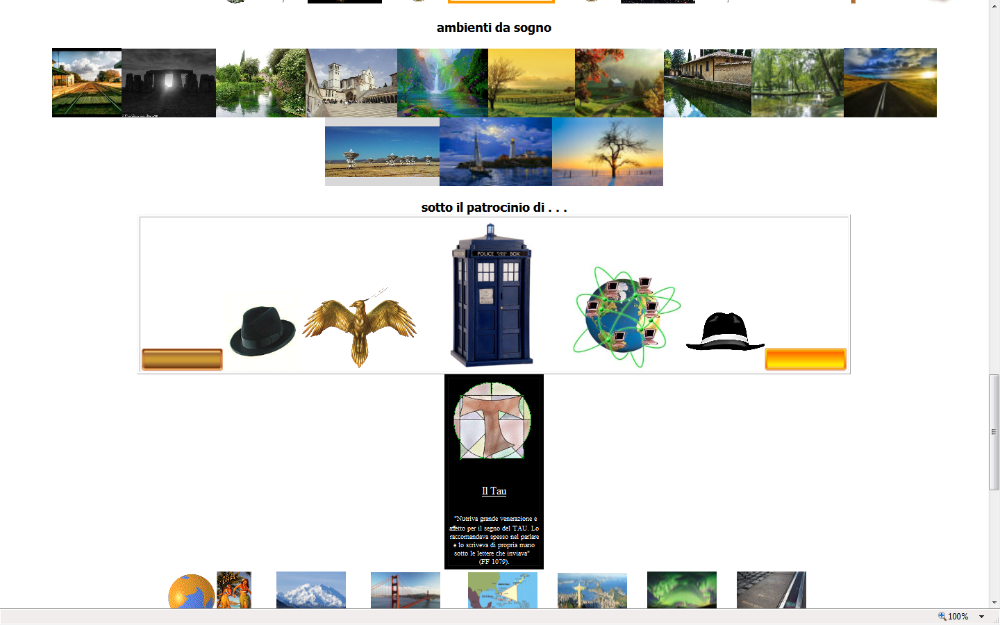 ambienti da sogno
sotto il patrocinio di . . .
POLICE BOX
Il Tau
"Nutriva grande venerazione e
affetto per il segno del TAU. Lo
raccomandava spesso nel parlare
e lo scriveva di propria mano
sotto le lettere che inviava"
(FF 1079).
100%